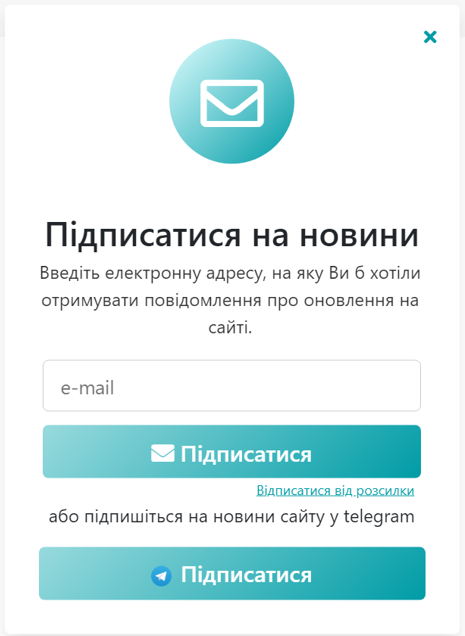 Підписатися на новини
Введіть електронну адресу, на яку Ви б хотіли
отримувати повідомлення про оновлення на
сайті.
e-mail
Підписатися
Відписатися від розсилки
або підпишіться на новини сайту у telegram
Підписатися